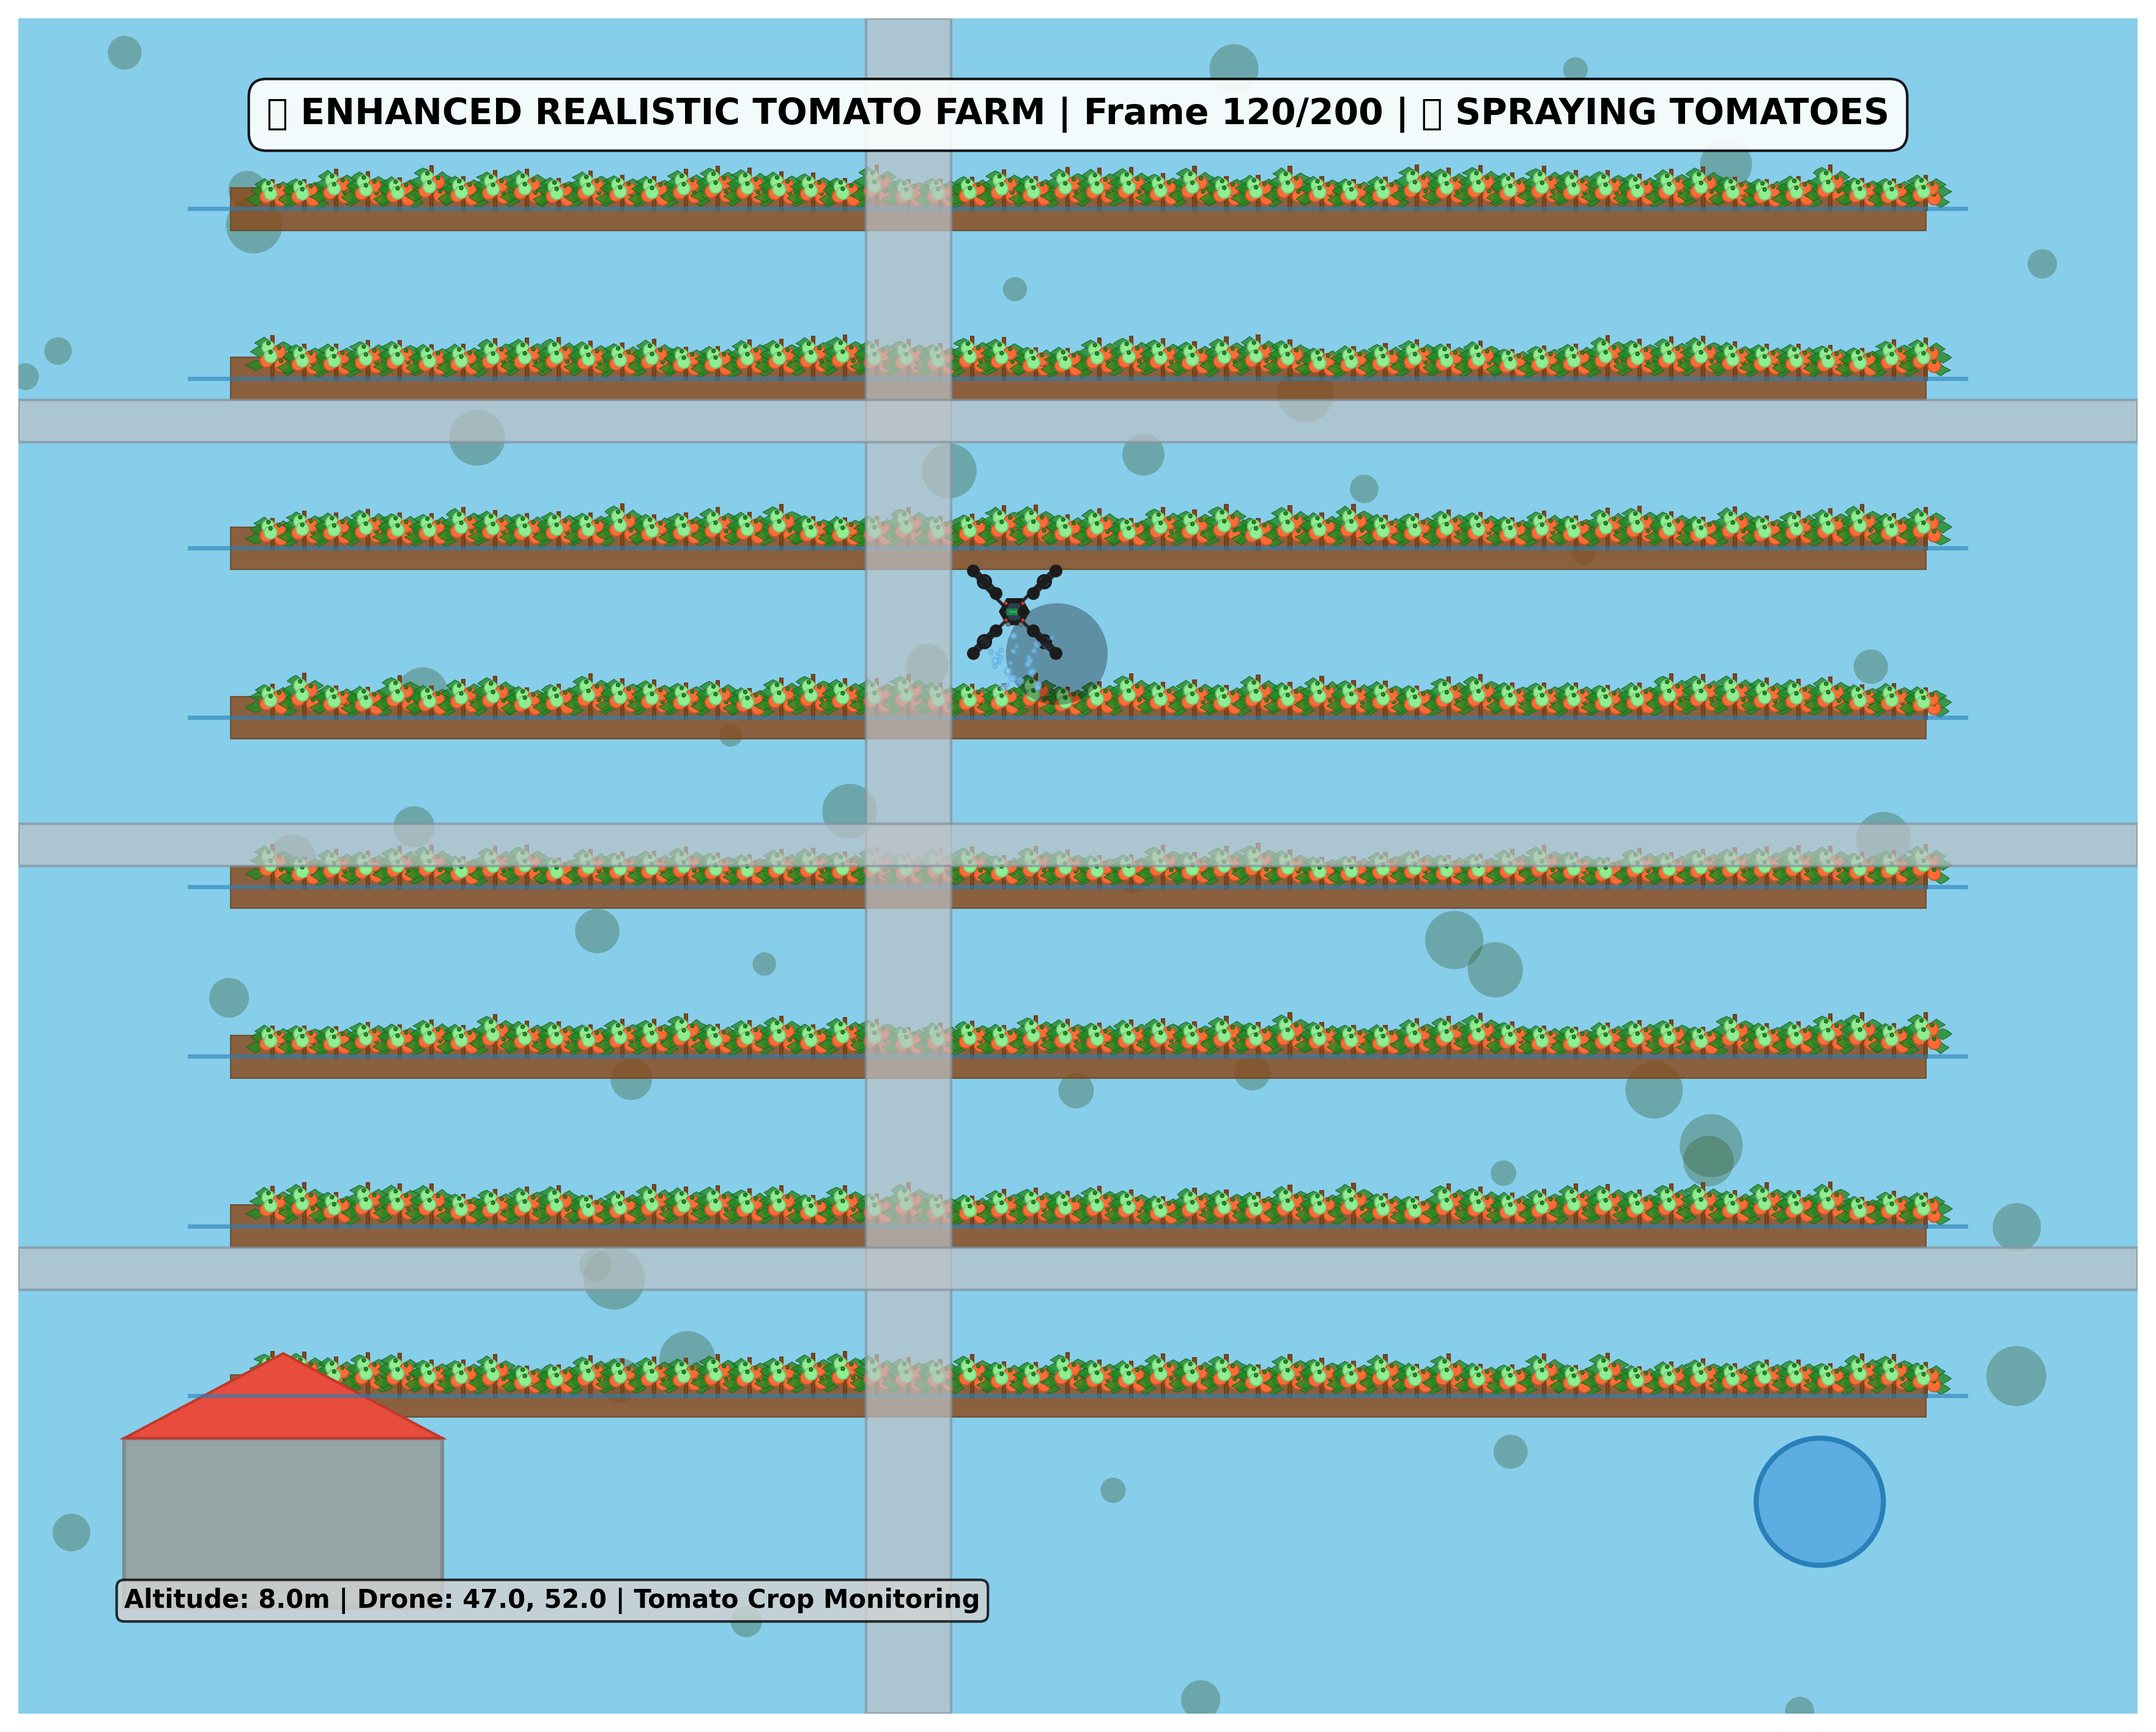 ▯ ENHANCED REALISTIC TOMATO FARM | Frame 120/200 | ▯ SPRAYING TOMATOES
Altitude: 8.0m | Drone: 47.0, 52.0 | Tomato Crop Monitoring